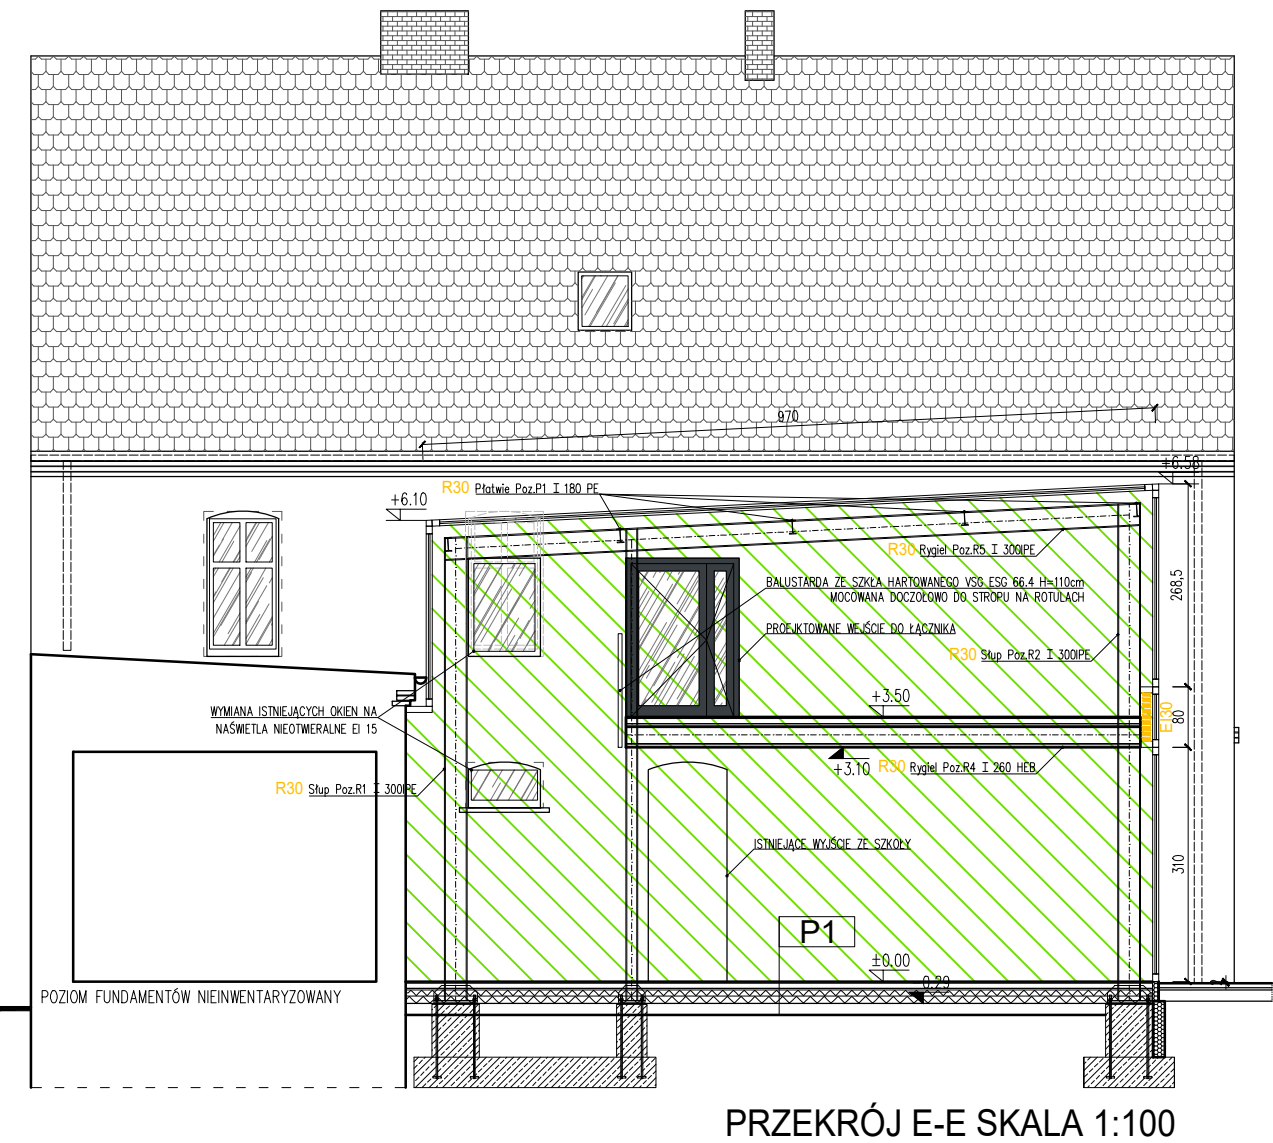 970
+6.58
R30 Płatwie Poz.P1 I 180 PE
+6.10
R30 Rygiel Poz.R5 I 300IPE
BALUSTARDA ZE SZKŁA HARTOWANEGO VSG ESG 66.4 H=110cm
MOCOWANA DOCZOŁOWO DO STROPU NA ROTULACH
268,5
PROEJKTOWANE WEJŚCIE DO ŁĄCZNIKA
R30 Słup Poz.R2 I 300IPE
+3.50
WYMIANA ISTNIEJĄCYCH OKIEN NA
NAŚWIETLA NIEOTWIERALNE EI 15
EI30
80
+3.10
R30 Rygiel Poz.R4 I 260 HEB
R30 Słup Poz.R1 I 300IPE
ISTNIEJĄCE WYJŚCIE ZE SZKOŁY
310
P1
±0.00
-0.29
POZIOM FUNDAMENTÓW NIEINWENTARYZOWANY
PRZEKRÓJ E-E SKALA 1:100